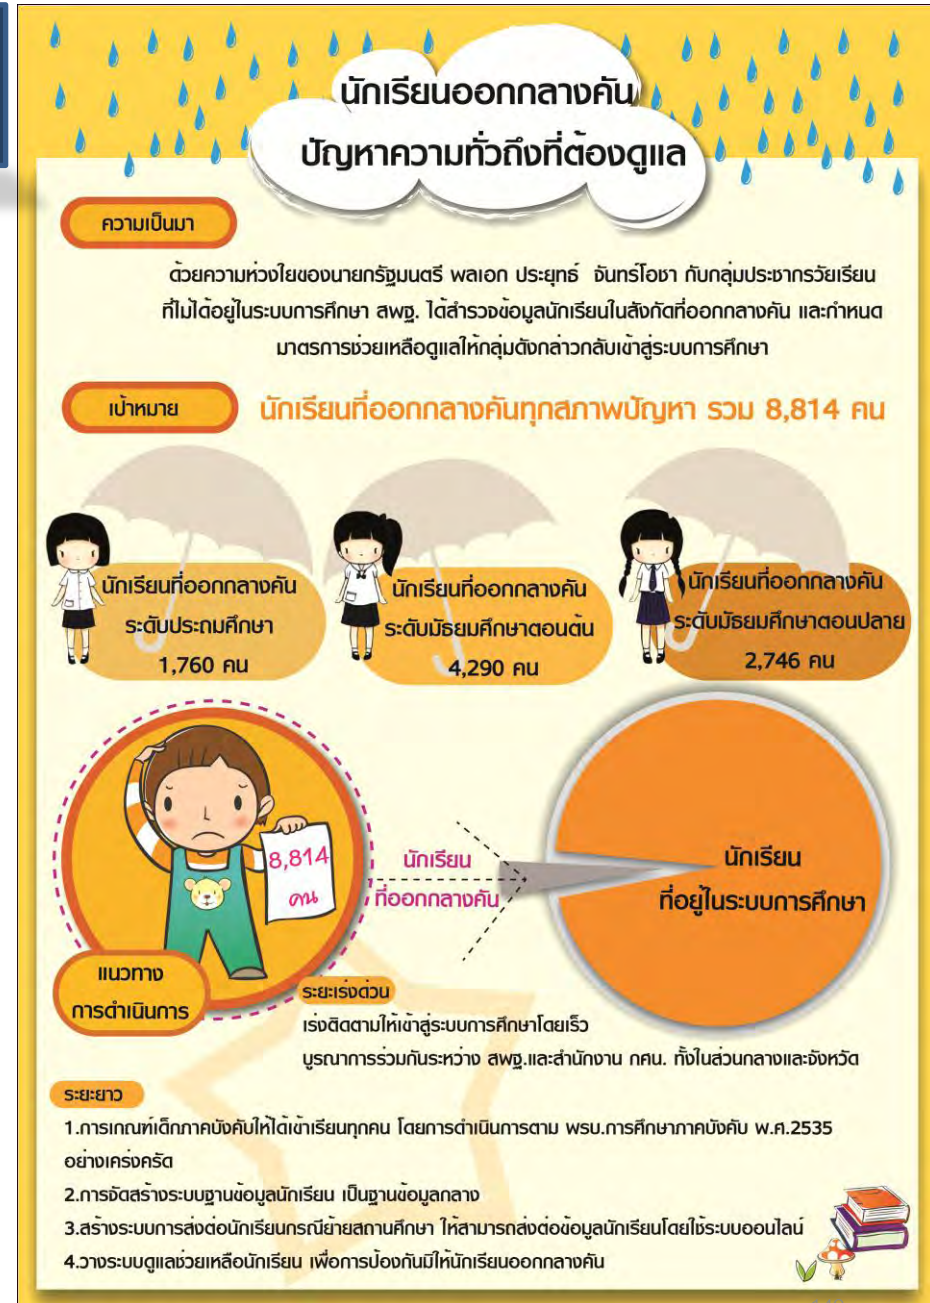 นักเรียนออกกลางคัน
ปัญหาความทั่วถึงที่ต้องดูแล
ความเป็นมา
ด้วยความห่วงใยของนายกรัฐมนตรี พลเอก ประยุทธ์ จันทร์โอชา กับกลุ่มประชากรวัยเรียน
ที่ไม่ได้อยู่ในระบบการศึกษา สพฐ. ได้สำรวจข้อมูลนักเรียนในสังกัดที่ออกกลางคัน และกำหนด
มาตรการช่วยเหลือดูแลให้กลุ่มดังกล่าวกลับเข้าสู่ระบบการศึกษา
เป้าหมาย
นักเรียนที่ออกกลางคันทุกสภาพปัญหา รวม 8,814 คน
นักเรียนที่ออกกลางคัน
ระดับประถมศึกษา
1,760 คน
นักเรียนที่ออกกลางคัน
ระดับมัธยมศึกษาตอนต้น
4,290 คน
นักเรียนที่ออกกลางคัน
ระดับมัธยมศึกษาตอนปลาย
2,746 คน
8,814
คน
นักเรียน
ที่ออกกลางคัน
นักเรียน
ที่อยู่ในระบบการศึกษา
แนวทาง
การดำเนินการ
ระยะเร่งด่วน
เร่งติดตามให้เข้าสู่ระบบการศึกษาโดยเร็ว
บูรณาการร่วมกันระหว่าง สพฐ.และสำนักงาน กศน. ทั้งในส่วนกลางและจังหวัด
ระยะยาว
1.การเกณฑ์เด็กภาคบังคับให้ได้เข้าเรียนทุกคน โดยการดำเนินการตาม พรบ.การศึกษาภาคบังคับ พ.ศ.2535
อย่างเคร่งครัด
2.การจัดสร้างระบบฐานข้อมูลนักเรียน เป็นฐานข้อมูลกลาง
3.สร้างระบบการส่งต่อนักเรียนกรณีย้ายสถานศึกษา ให้สามารถส่งต่อข้อมูลนักเรียนโดยใช้ระบบออนไลน์
4.วางระบบดูแลช่วยเหลือนักเรียน เพื่อการป้องกันมิให้นักเรียนออกกลางคัน